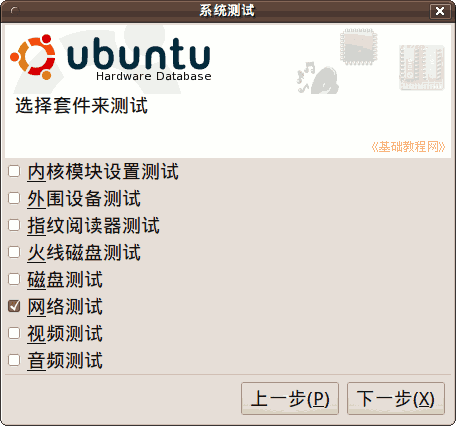 系统测试
ubuntu
Hardware Database
选择套件来测试
《基础教程网》
内核模块设置测试
外围设备测试
指纹阅读器测试
火线磁盘测试
磁盘测试
网络测试
视频测试
音频测试
上一步(P) 下一步(X)